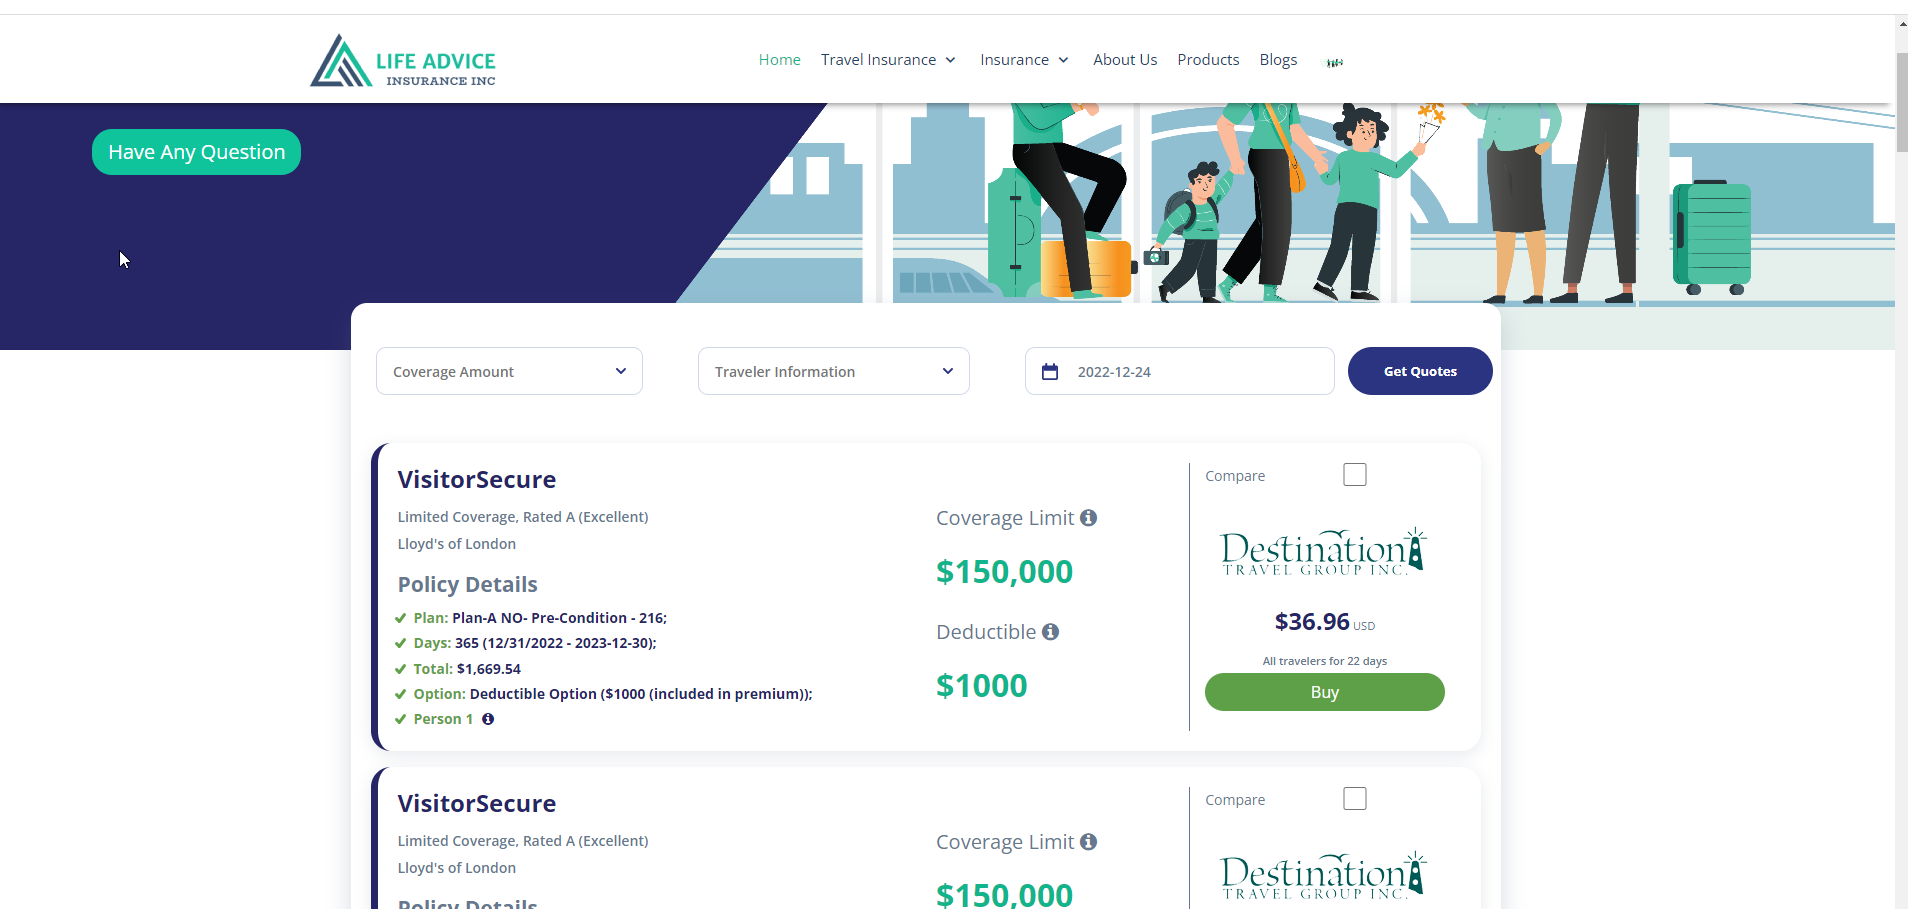 LIFE ADVICE
INSURANCE INC
Home Travel Insurance Insurance About Us Products Blogs
Have Any Question
Coverage Amount Traveler Information 2022-12-24 Get Quotes
VisitorSecure
Compare
Limited Coverage, Rated A (Excellent)
Lloyd's of London
Coverage Limit
$150,000
Destination
TRAVEL GROUP INC.
Policy Details
Plan: Plan-A NO- Pre-Condition - 216;
Days: 365 (12/31/2022 - 2023-12-30);
Total: $1,669.54
Option: Deductible Option ($1000 (included in premium));
Person 1
Deductible
$1000
$36.96 USD
All travelers for 22 days
Buy
VisitorSecure
Compare
Limited Coverage, Rated A (Excellent)
Lloyd's of London
Coverage Limit
$150,000
Destination
TRAVEL GROUP INC.
Policy Details